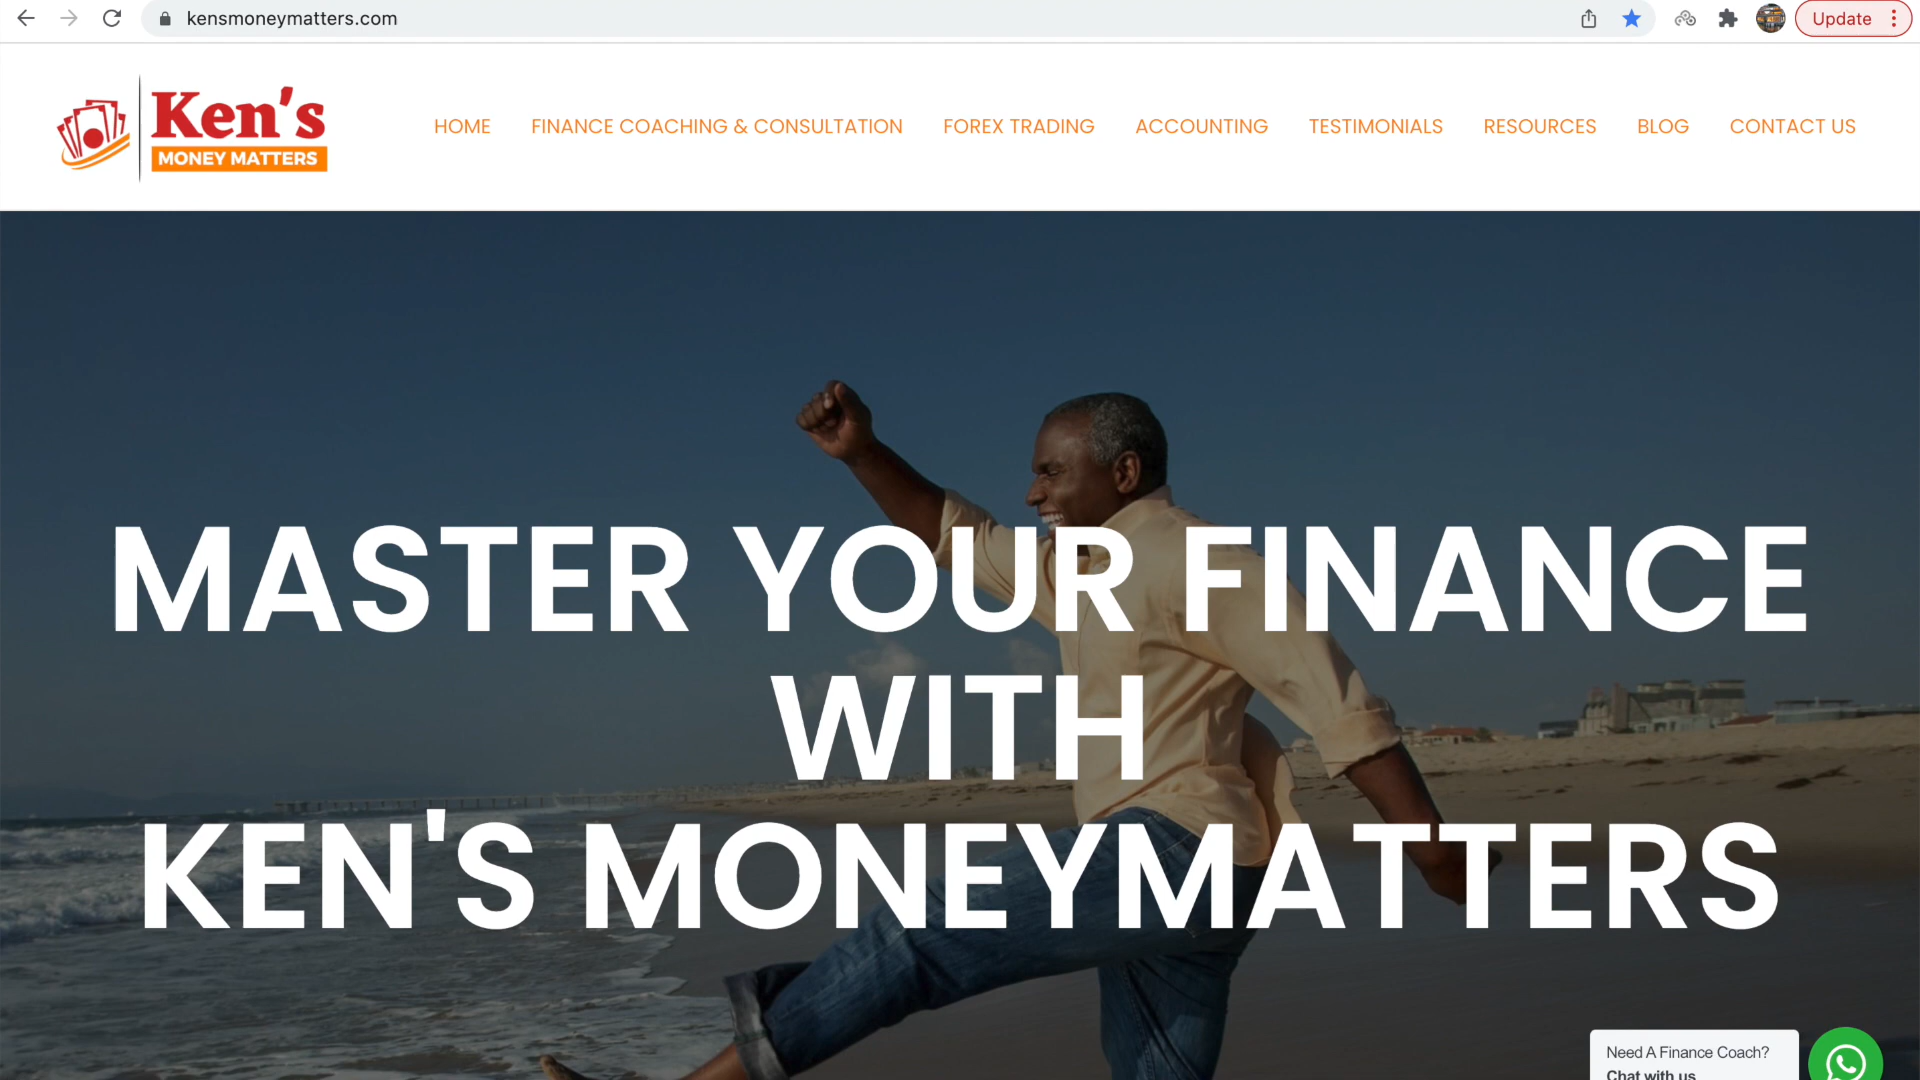 kensmoneymatters.com
Update
Ken's
MONEY MATTERS
HOME FINANCE COACHING & CONSULTATION FOREX TRADING ACCOUNTING TESTIMONIALS RESOURCES BLOG CONTACT US
MASTER YOUR FINANCE
WITH
KEN'S MONEYMATTERS
Need A Finance Coach?
Chat with us